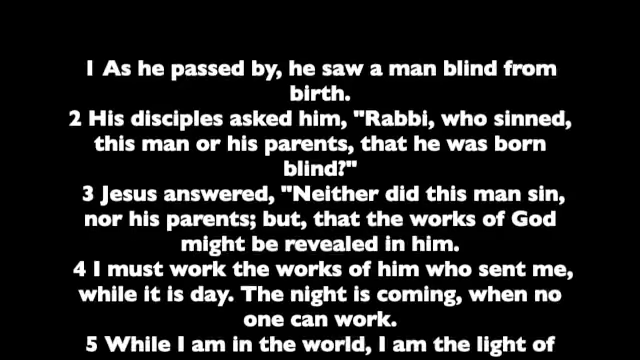 1 As he passed by, he saw a man blind from
birth.
2 His disciples asked him, "Rabbi, who sinned,
this man or his parents, that he was born
blind?"
3 Jesus answered, "Neither did this man sin,
nor his parents; but, that the works of God
might be revealed in him.
4 I must work the works of him who sent me,
while it is day. The night is coming, when no
one can work.
5 While I am in the world, I am the light of